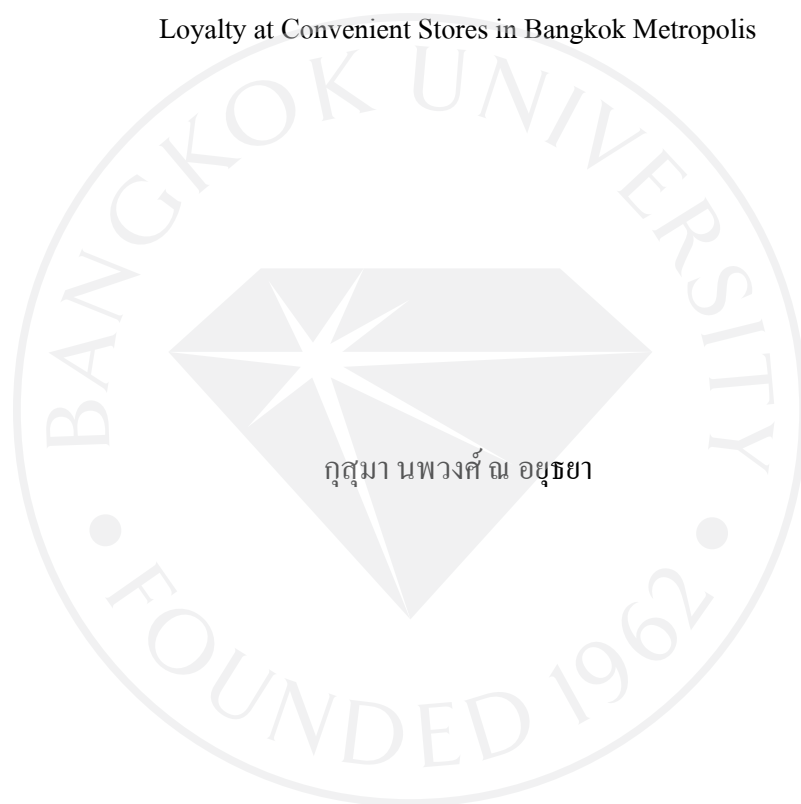 Loyalty at Convenient Stores in Bangkok Metropolis
BANGKOK UNIVERSITY
กุสุมา นพวงศ์ ณ อยุธยา
• FOUNDED 1962 •